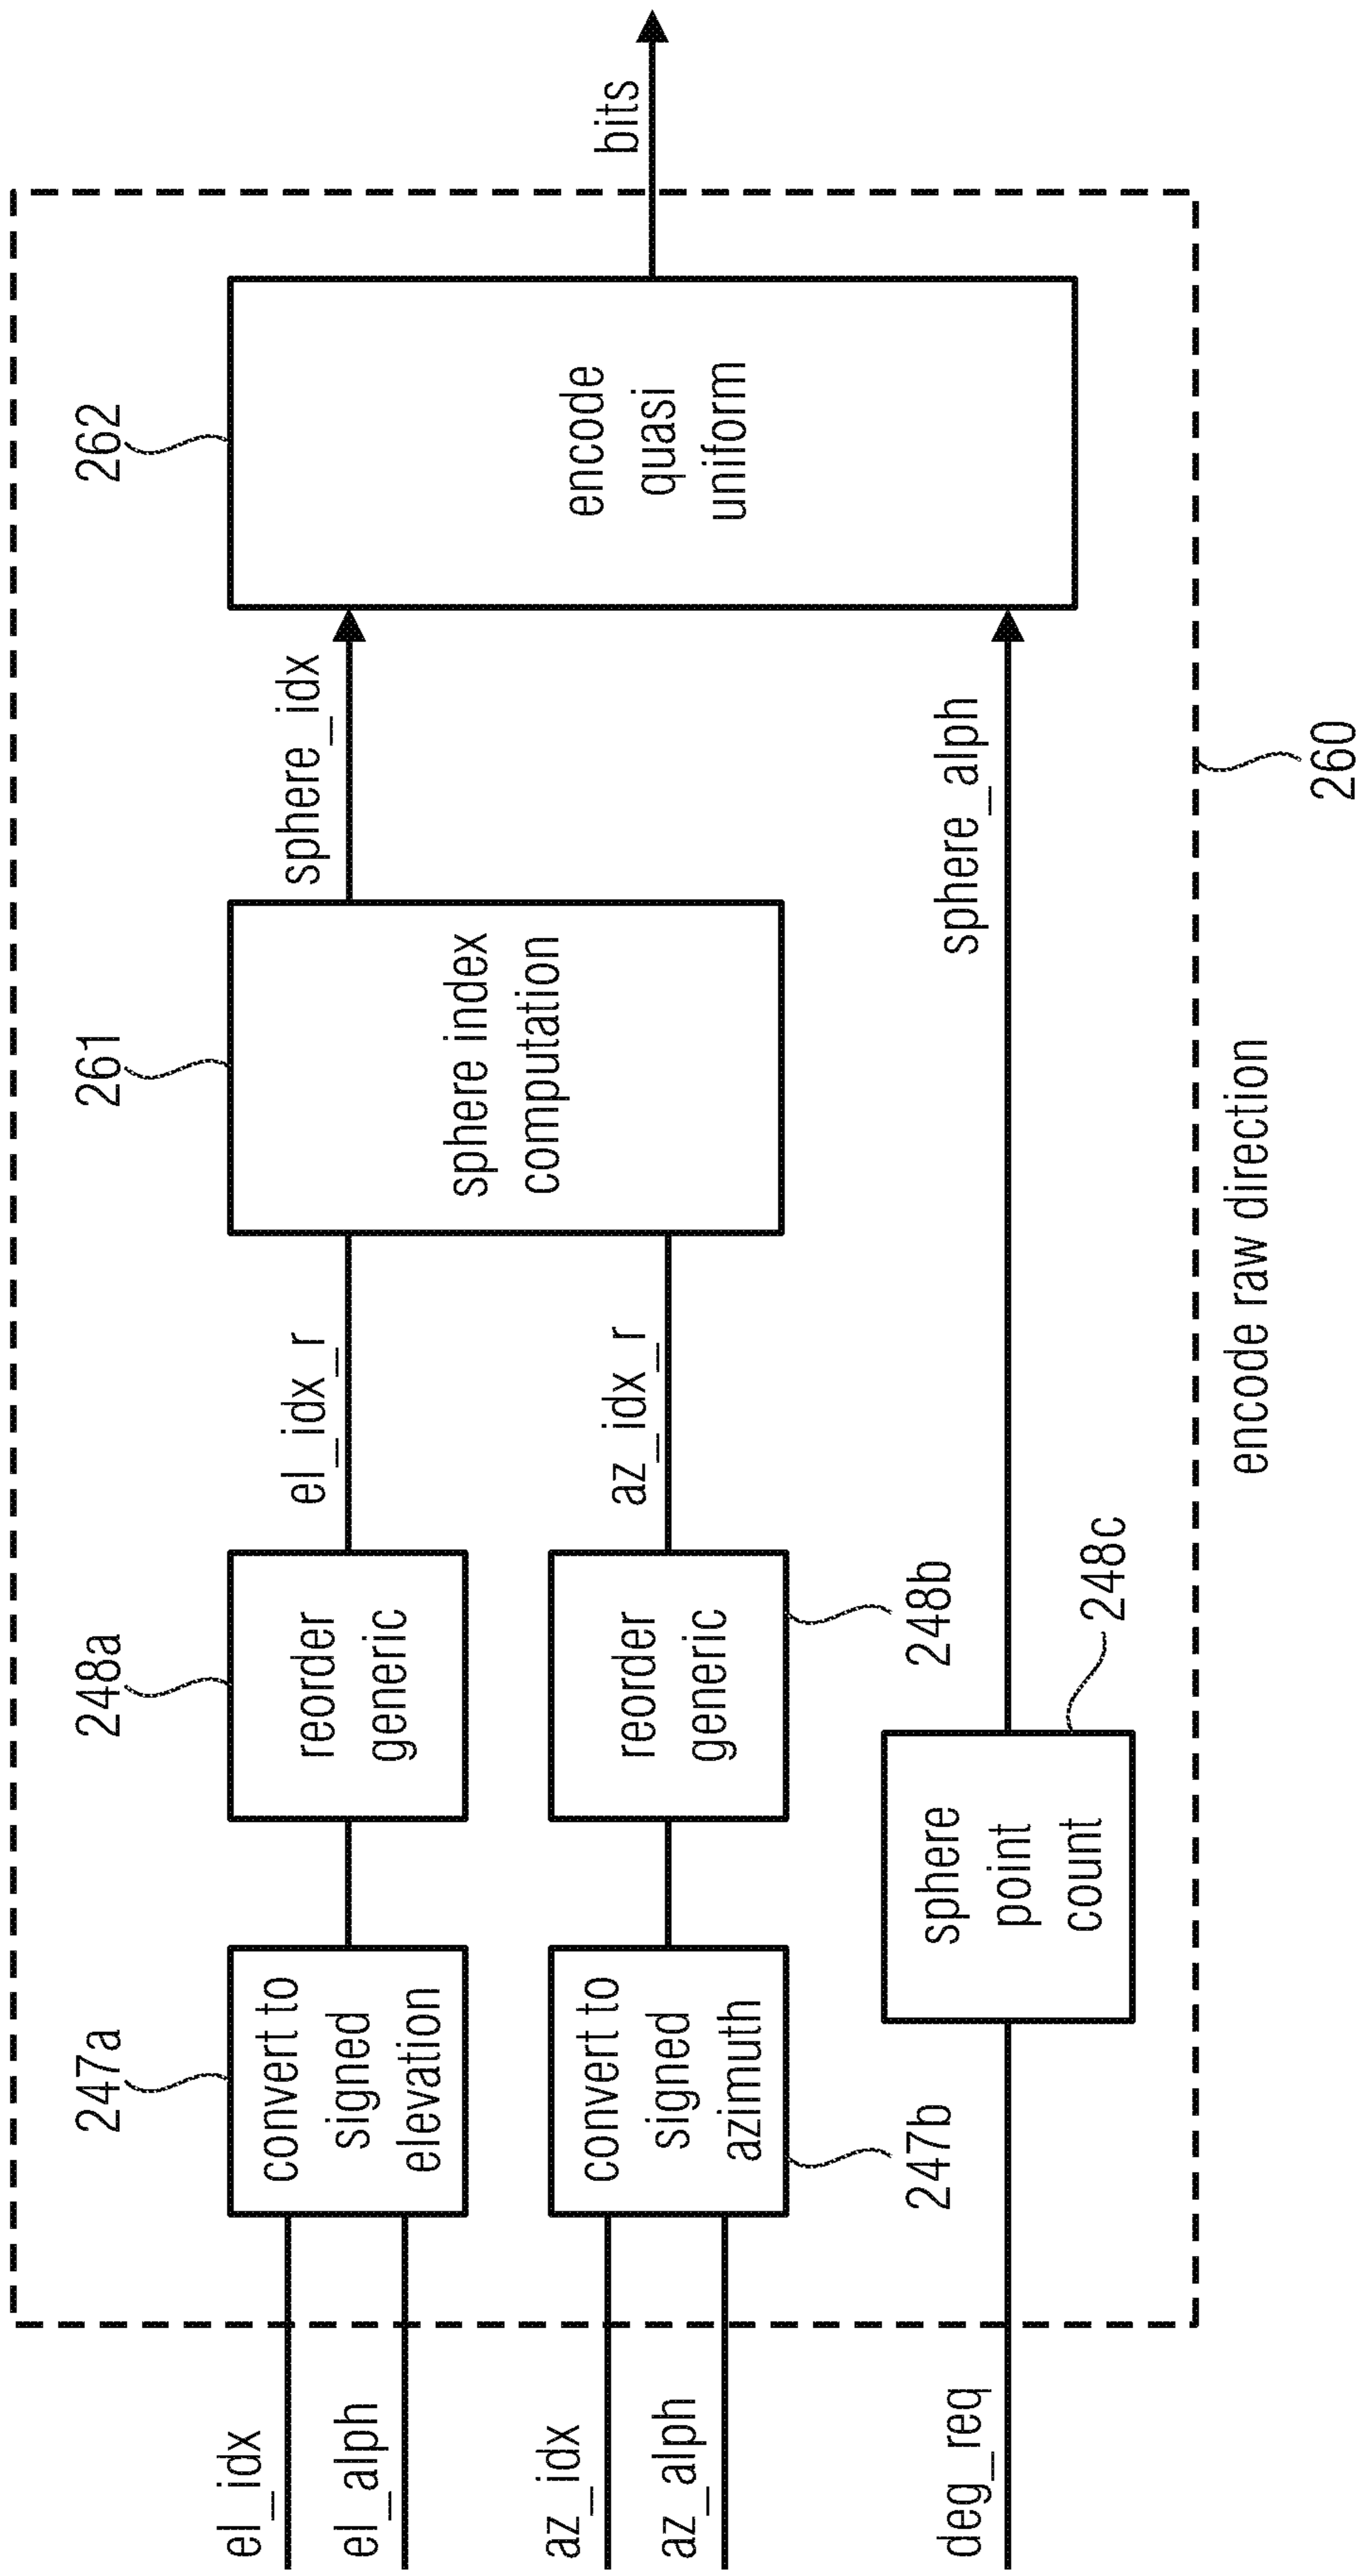 el_idx
el_alph
az_idx
az_alph
deg_req
247a
convert to
signed
elevation
convert to
signed
azimuth
247b
248a
reorder
generic
reorder
generic
248b
sphere
point
count
248c
el_idx_r
az_idx_r
261
sphere index
computation
sphere_idx
sphere_alph
262
encode
quasi
uniform
bits
260
encode raw direction